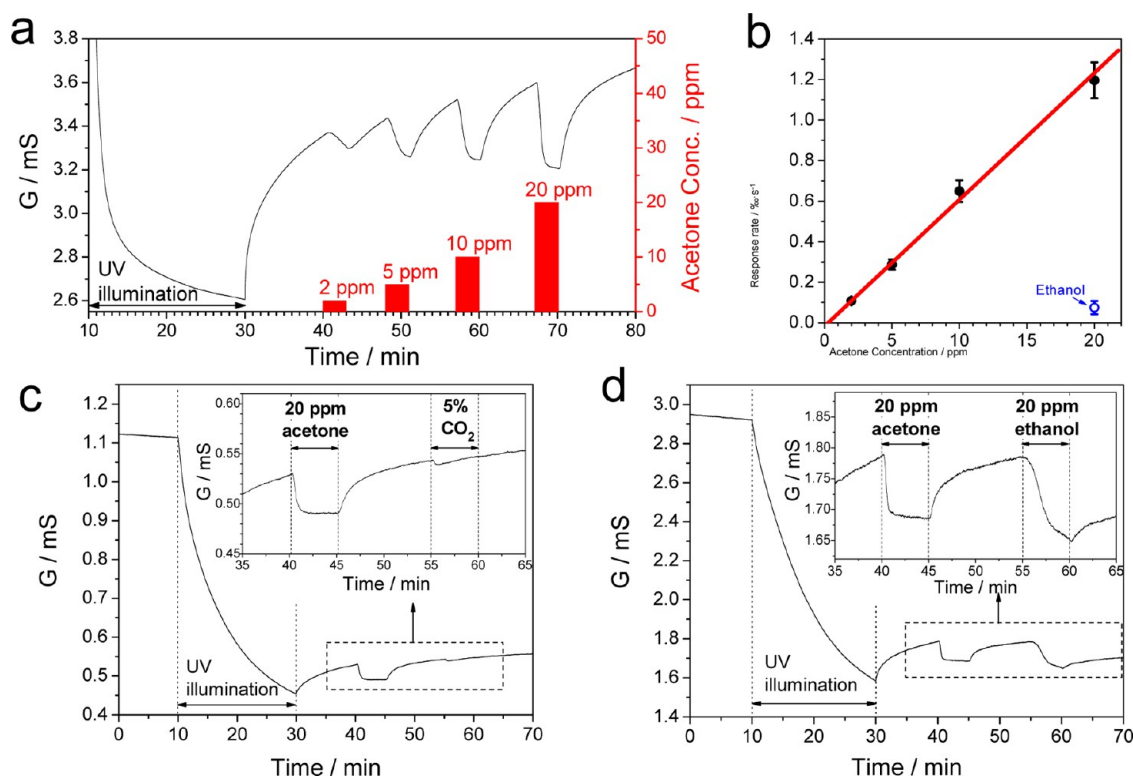 a
3.8
3.6
3.4
3.2
3.0
2.8
2.6
G / mS
50
40
30
20
10
0
Acetone Conc. / ppm
UV
illumination
2 ppm
5 ppm
10 ppm
20 ppm
10 20 30 40 50 60 70 80
Time / min
b
1.4
1.2
1.0
0.8
0.6
0.4
0.2
0.0
Response rate / ‰·s⁻¹
Ethanol
0 5 10 15 20
Acetone Concentration / ppm
c
1.2
1.1
1.0
0.9
0.8
0.7
0.6
0.5
0.4
G / mS
0.60
0.55
0.50
0.45
G / mS
20 ppm
acetone
5%
CO₂
35 40 45 50 55 60 65
Time / min
UV
illumination
0 10 20 30 40 50 60 70
Time / min
d
3.0
2.8
2.6
2.4
2.2
2.0
1.8
1.6
1.4
G / mS
1.85
1.80
1.75
1.70
1.65
G / mS
20 ppm
acetone
20 ppm
ethanol
35 40 45 50 55 60 65
Time / min
UV
illumination
0 10 20 30 40 50 60 70
Time / min